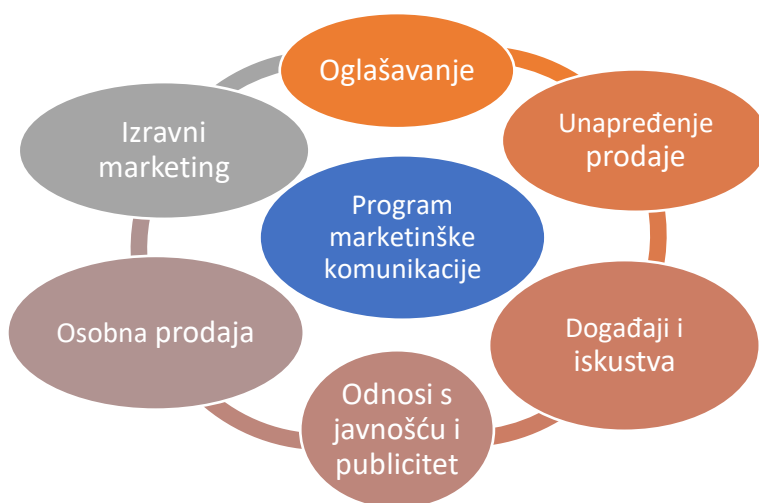 Oglašavanje
Unapređenje
prodaje
Izravni
marketing
Program
marketinške
komunikacije
Osobna prodaja
Događaji i
iskustva
Odnosi s
javnošću i
publicitet